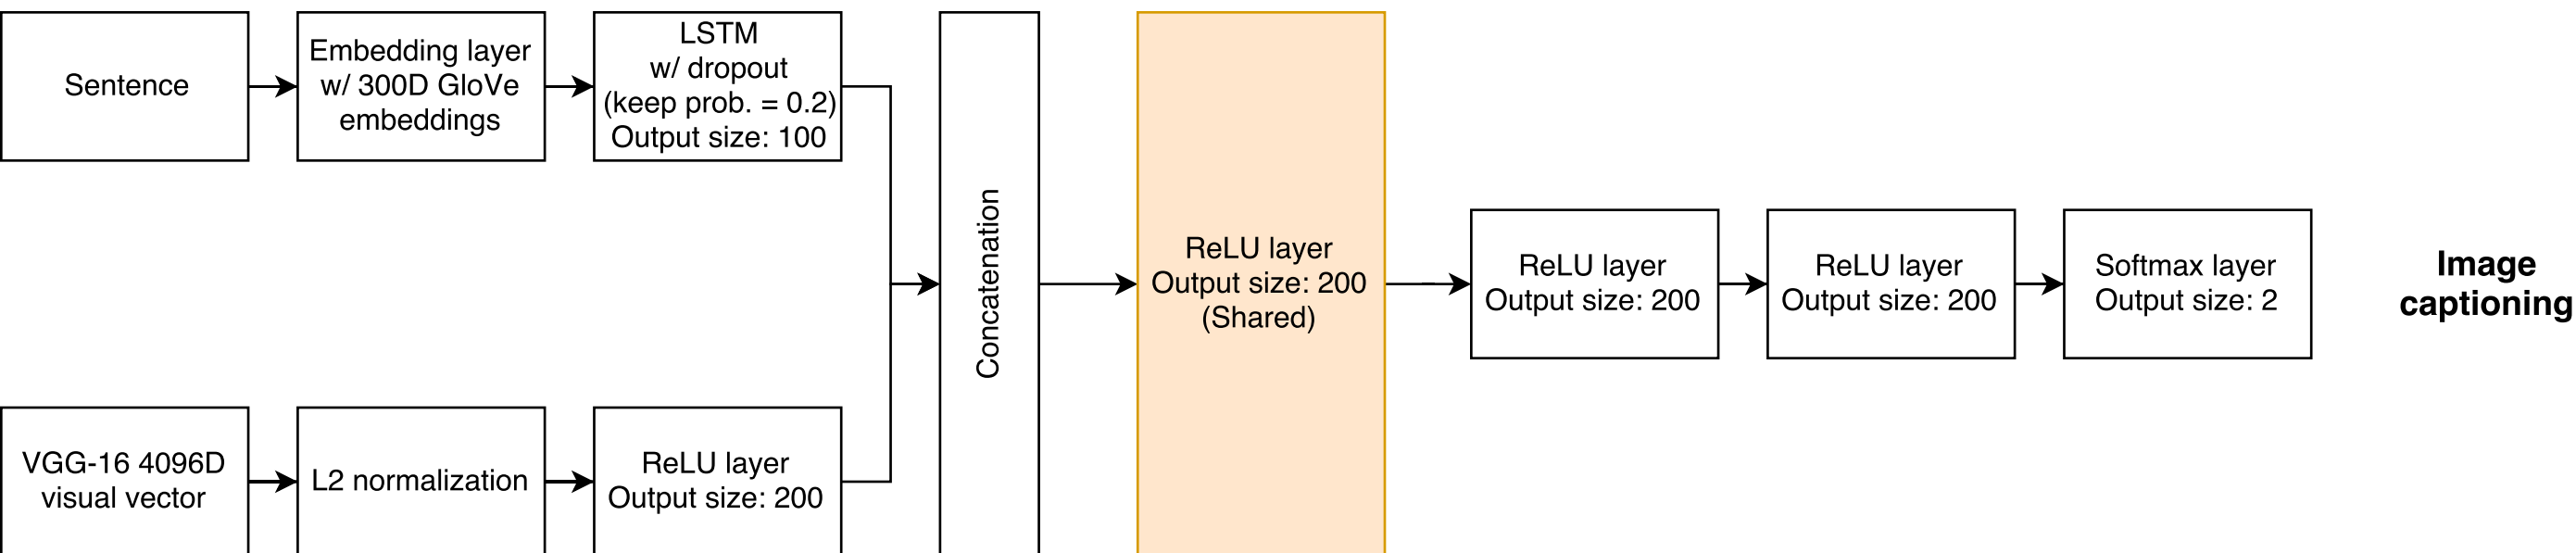 Sentence
Embedding layer
w/ 300D GloVe
embeddings
LSTM
w/ dropout
(keep prob. = 0.2)
Output size: 100
VGG-16 4096D
visual vector
L2 normalization
ReLU layer
Output size: 200
Concatenation
ReLU layer
Output size: 200
(Shared)
ReLU layer
Output size: 200
ReLU layer
Output size: 200
Softmax layer
Output size: 2
Image
captioning